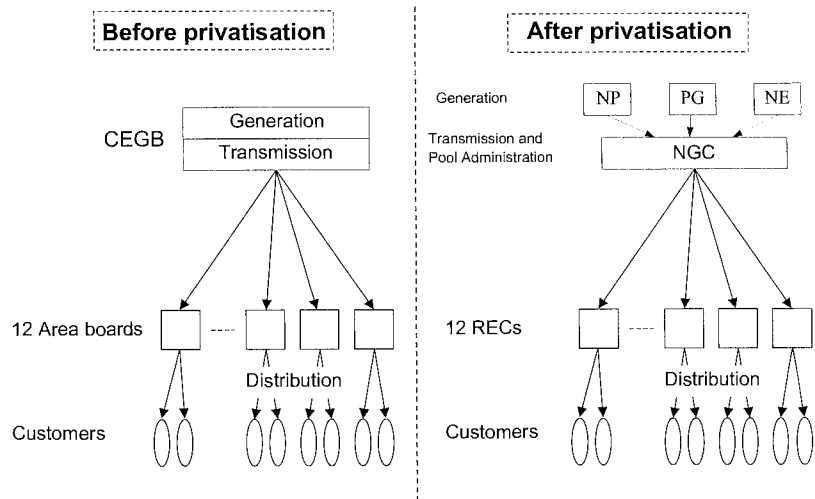 Before privatisation
CEGB
Generation
Transmission
12 Area boards
Distribution
Customers
After privatisation
Generation
NP
PG
NE
Transmission and
Pool Administration
NGC
12 RECs
Distribution
Customers